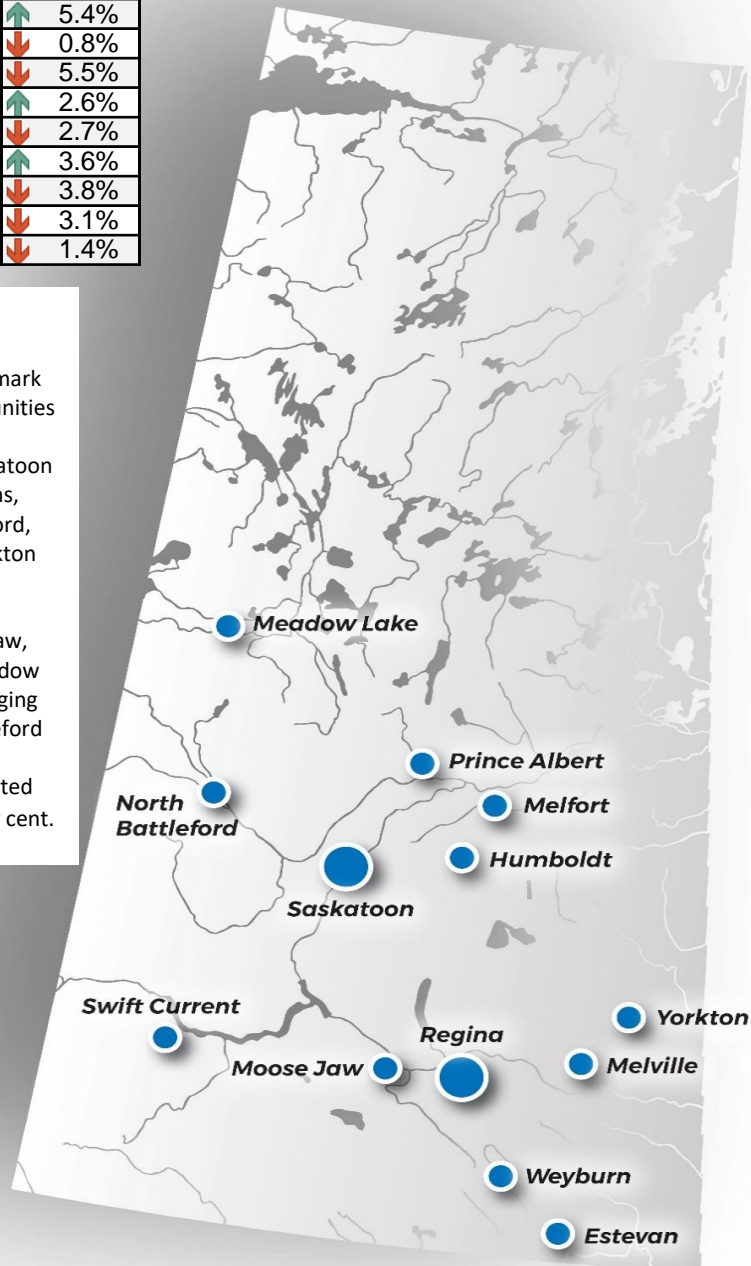 5.4%
0.8%
5.5%
2.6%
2.7%
3.6%
3.8%
3.1%
1.4%
mark
unities
atoon
ns,
ord,
kton
aw,
dow
ging
eford
ted
cent.
Meadow Lake
Prince Albert
North
Battleford
Melfort
Humboldt
Saskatoon
Swift Current
Regina
Yorkton
Moose Jaw
Melville
Weyburn
Estevan